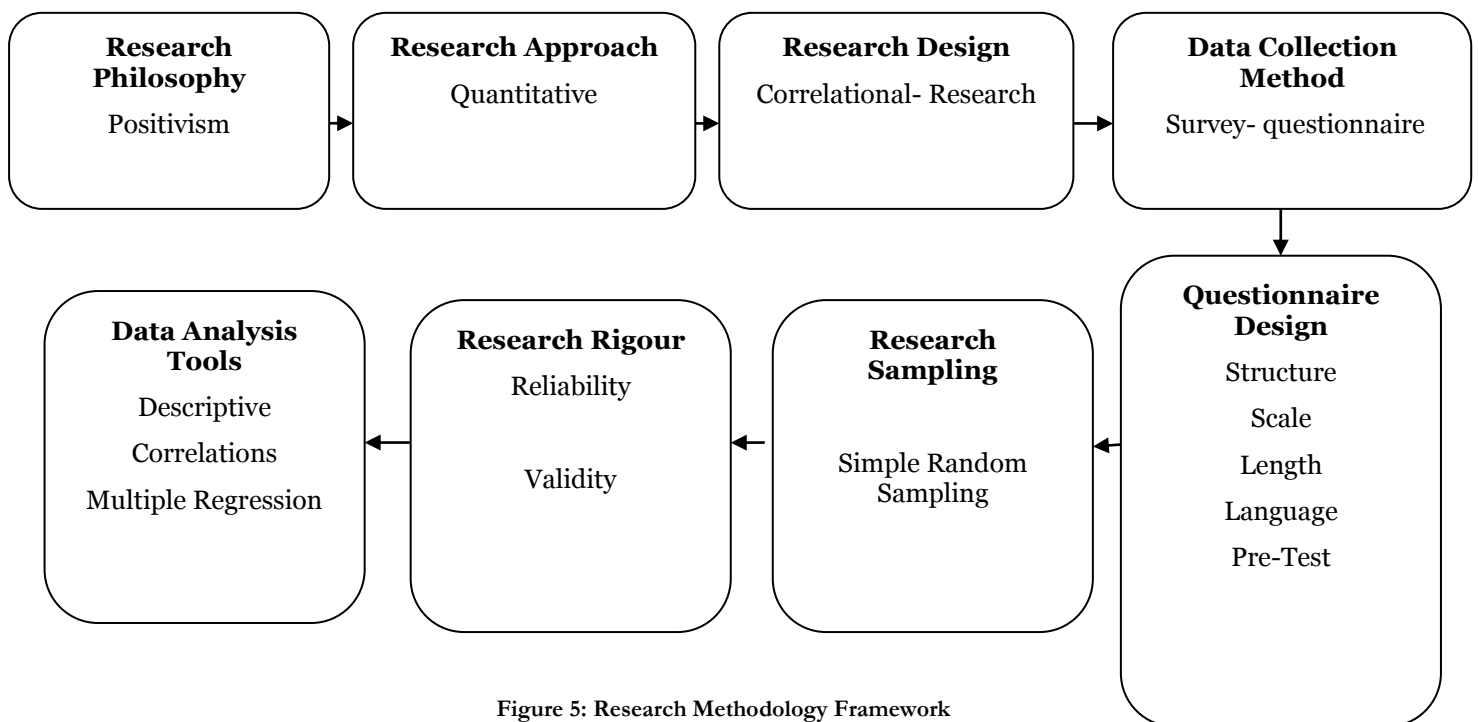 Research
Philosophy
Positivism
Research Approach
Quantitative
Research Design
Correlational- Research
Data Collection
Method
Survey- questionnaire
Questionnaire
Design
Structure
Scale
Length
Language
Pre-Test
Research
Sampling
Simple Random
Sampling
Research Rigour
Reliability
Validity
Data Analysis
Tools
Descriptive
Correlations
Multiple Regression
Figure 5: Research Methodology Framework